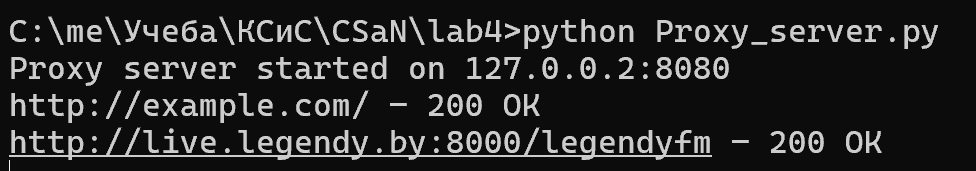 C:\me\Учеба\КСиС\CSaN\lab4>python Proxy_server.py
Proxy server started on 127.0.0.2:8080
http://example.com/ – 200 OK
http://live.legendy.by:8000/legendyfm – 200 OK